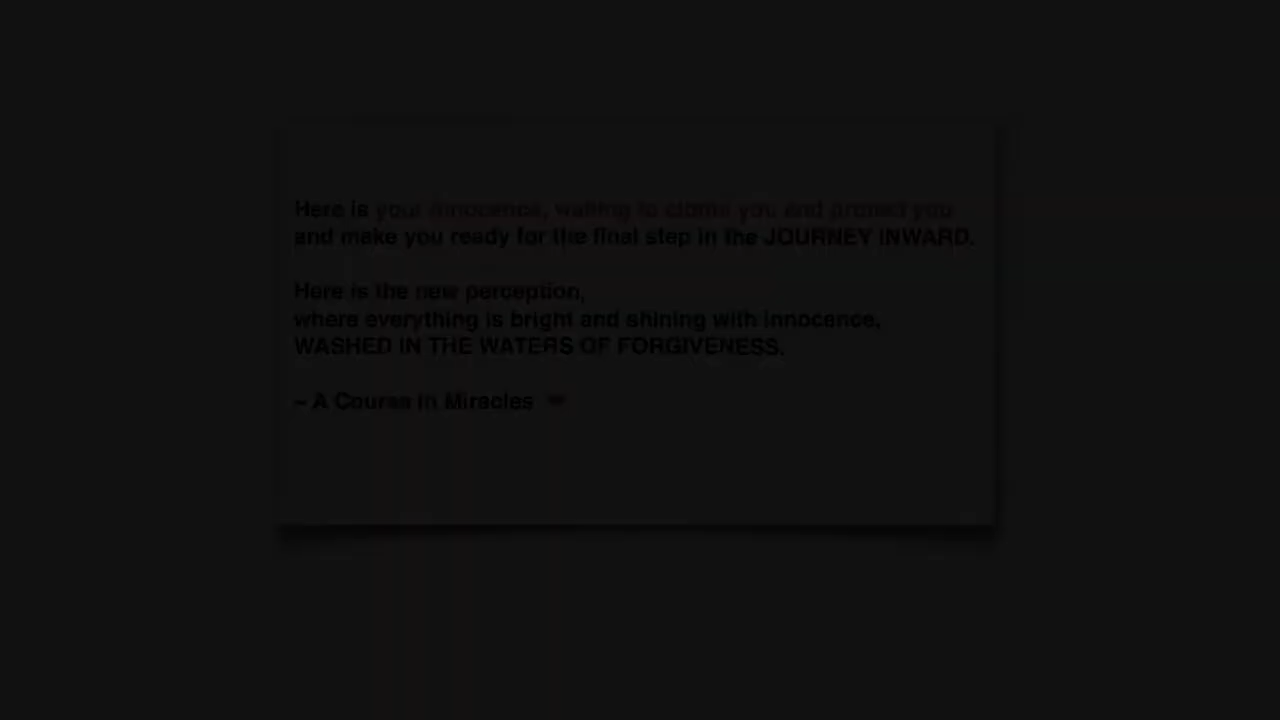 Here is your innocence, waiting to clothe you and protect you
and make you ready for the final step in the JOURNEY INWARD.
Here is the new perception,
where everything is bright and shining with innocence,
WASHED IN THE WATERS OF FORGIVENESS.
~ A Course in Miracles ❤